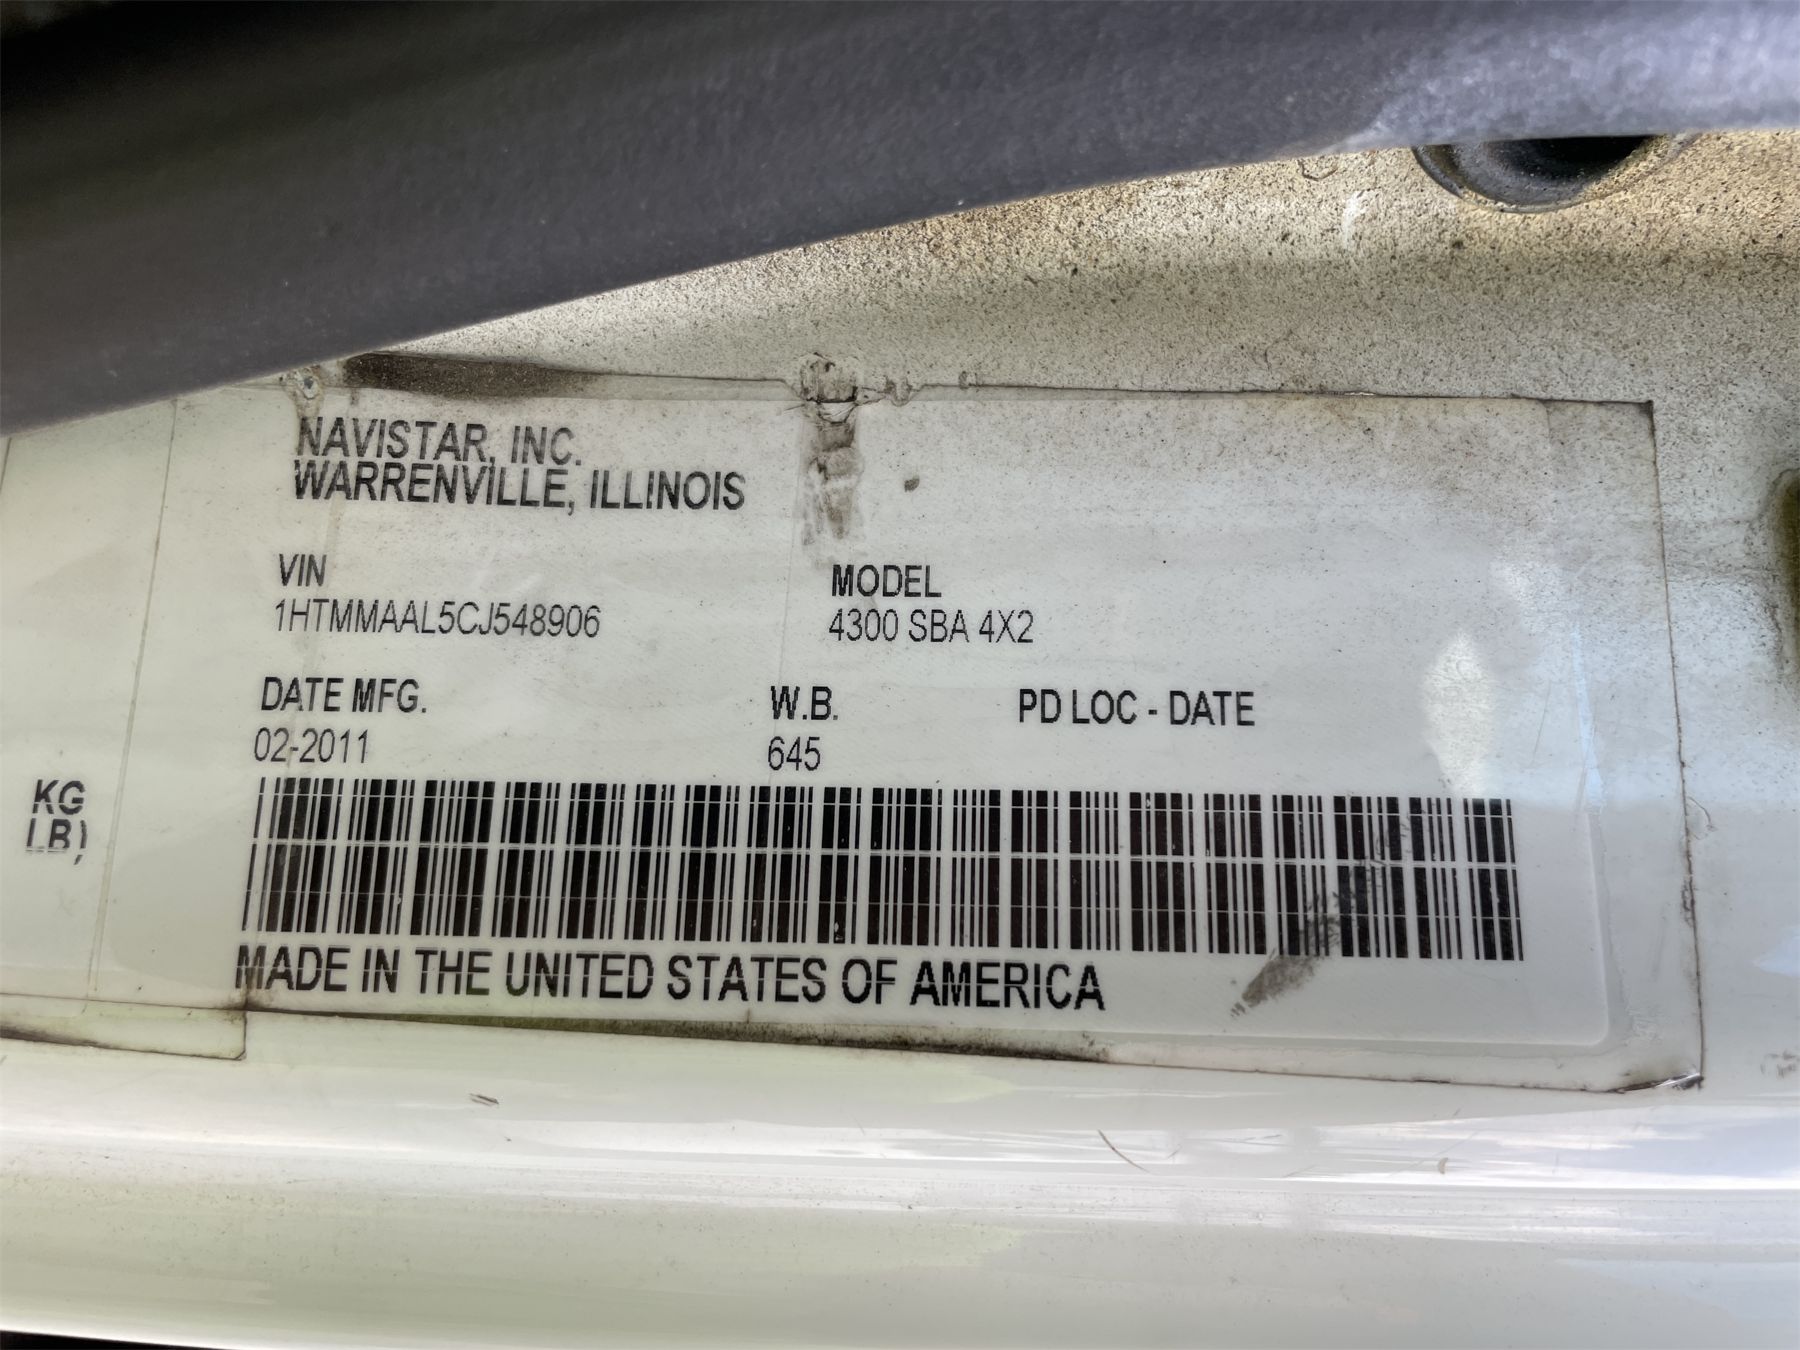 NAVISTAR, INC.
WARRENVILLE, ILLINOIS
VIN
1HTMMAAL5CJ548906
MODEL
4300 SBA 4X2
DATE MFG.
02-2011
W.B.
645
PD LOC - DATE
KG
LB)
MADE IN THE UNITED STATES OF AMERICA